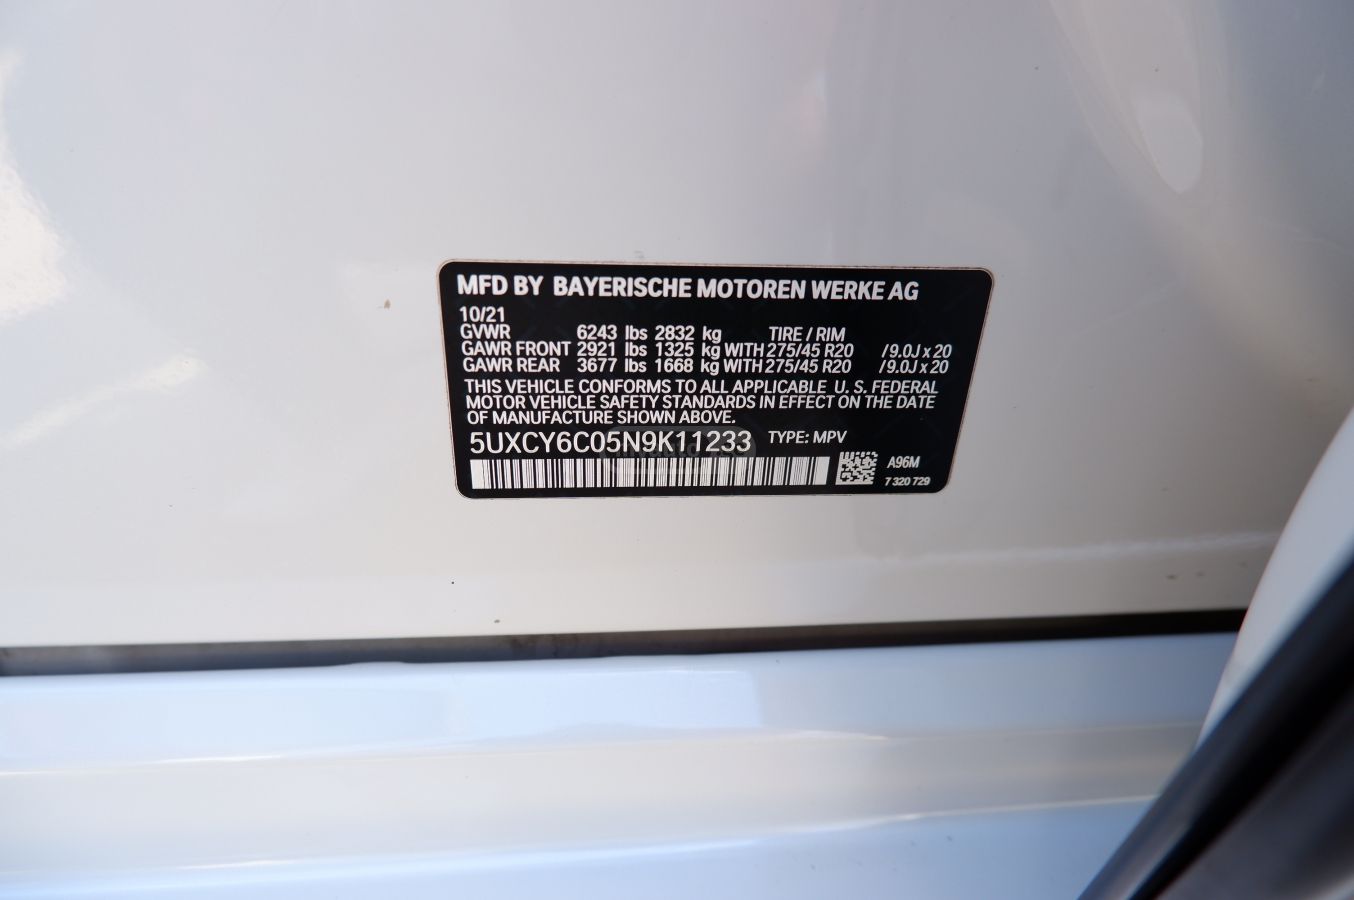 MFD BY BAYERISCHE MOTOREN WERKE AG
10/21
GVWR 6243 lbs 2832 kg TIRE / RIM
GAWR FRONT 2921 lbs 1325 kg WITH 275/45 R20 / 9.0J x 20
GAWR REAR 3677 lbs 1668 kg WITH 275/45 R20 / 9.0J x 20
THIS VEHICLE CONFORMS TO ALL APPLICABLE U. S. FEDERAL
MOTOR VEHICLE SAFETY STANDARDS IN EFFECT ON THE DATE
OF MANUFACTURE SHOWN ABOVE.
5UXCY6C05N9K11233 TYPE: MPV
A96M
7 320 729